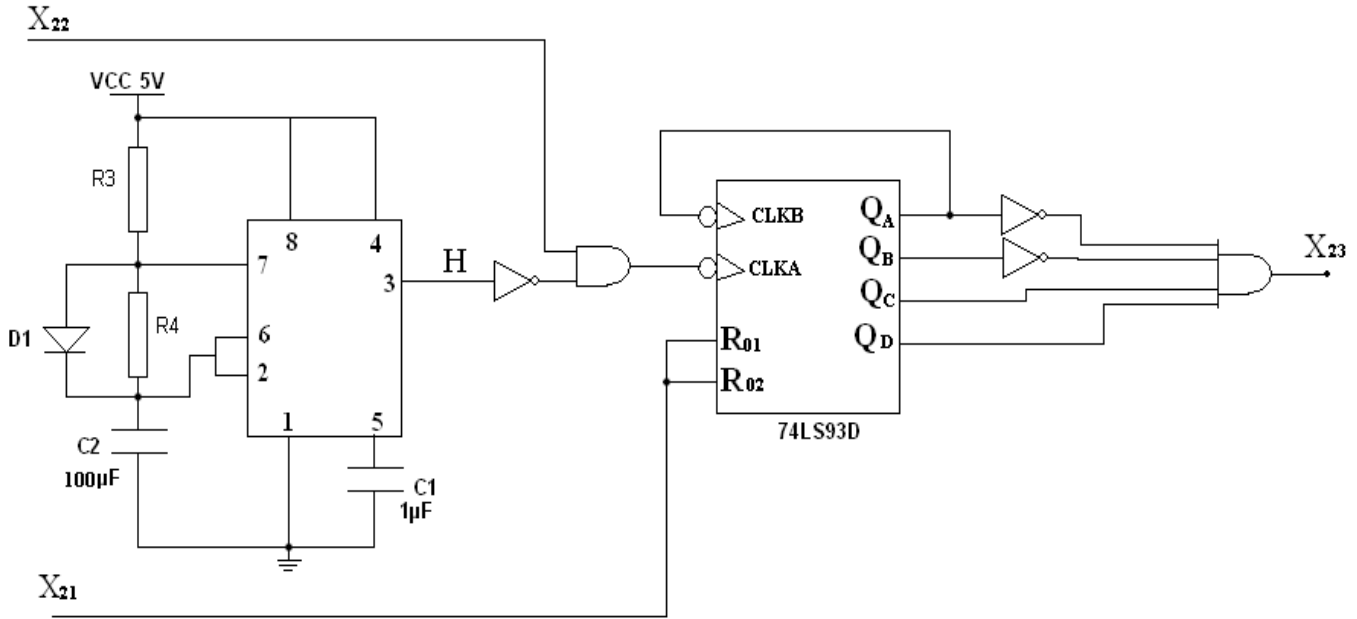 X22
VCC 5V
R3
R4
D1
C2
100µF
8
4
7
3
6
2
1
5
C1
1µF
H
CLKB
CLKA
QA
QB
QC
QD
R01
R02
74LS93D
X23
X21